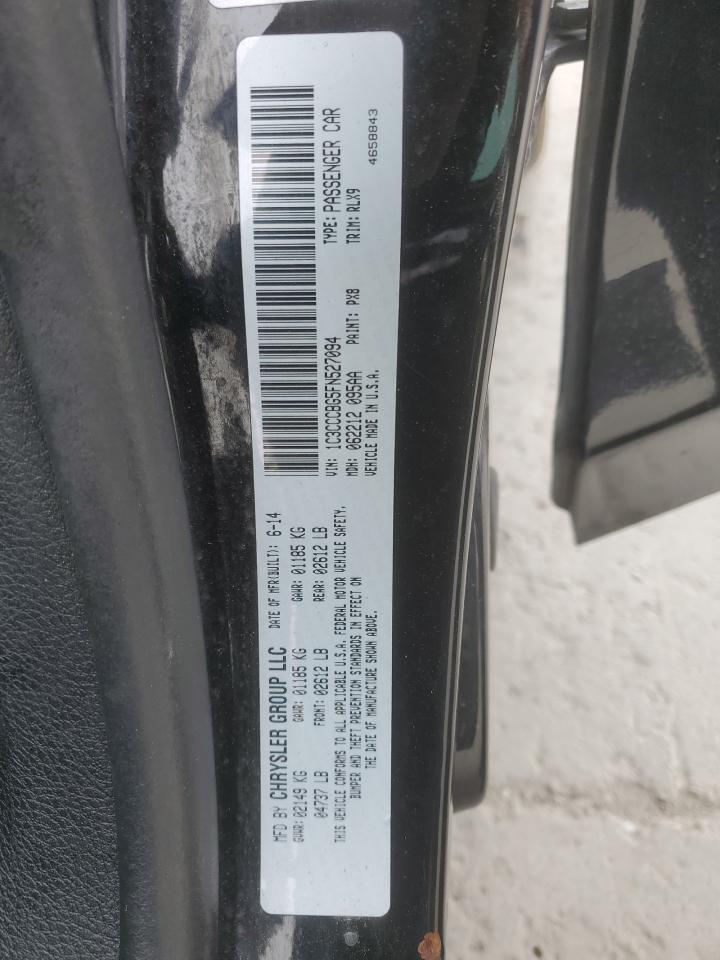 MFD BY CHRYSLER GROUP LLC DATE OF MFR(BUILT): 6-14
GVWR: 02149 KG GAWR: 01185 KG GAWR: 01185 KG
04737 LB FRONT: 02612 LB REAR: 02612 LB
THIS VEHICLE CONFORMS TO ALL APPLICABLE U.S.A. FEDERAL MOTOR VEHICLE SAFETY,
BUMPER AND THEFT PREVENTION STANDARDS IN EFFECT ON
THE DATE OF MANUFACTURE SHOWN ABOVE.
VIN: 1C3CCCBG5FN527094 TYPE: PASSENGER CAR
MDH: 062212 095AA PAINT: PX8 TRIM: RLX9
VEHICLE MADE IN U.S.A.
4658843